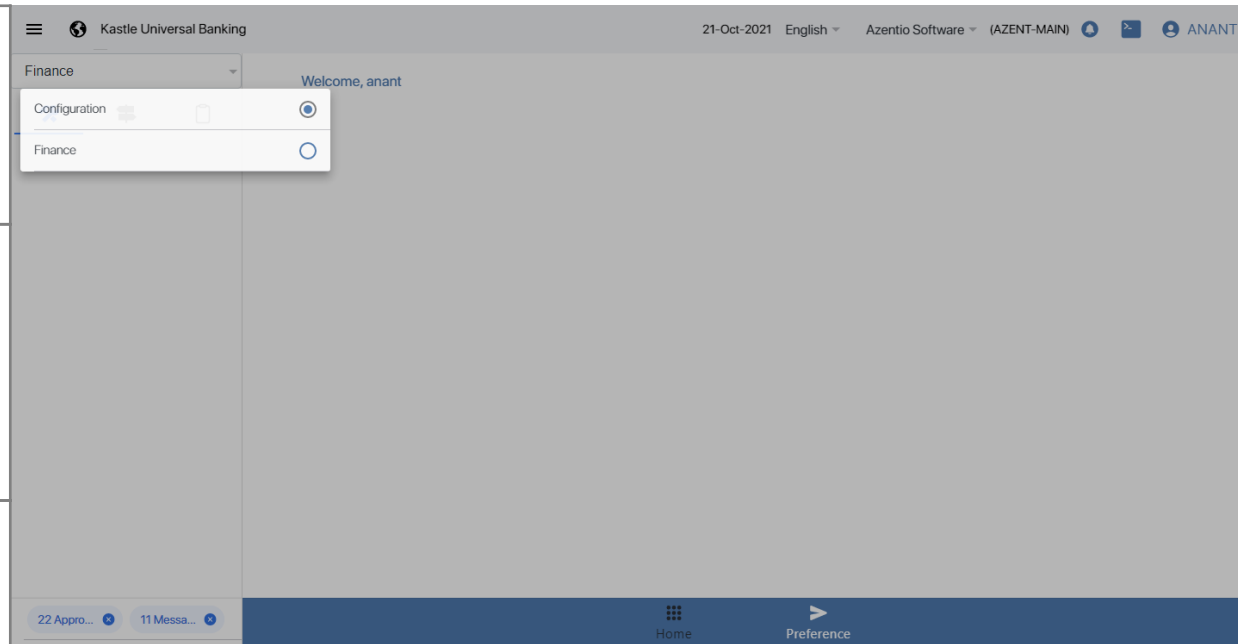 Kastle Universal Banking
21-Oct-2021 English Azentio Software (AZENT-MAIN) ANANT
Finance
Welcome, anant
Configuration
Finance
22 Appro... 11 Messa...
Home Preference